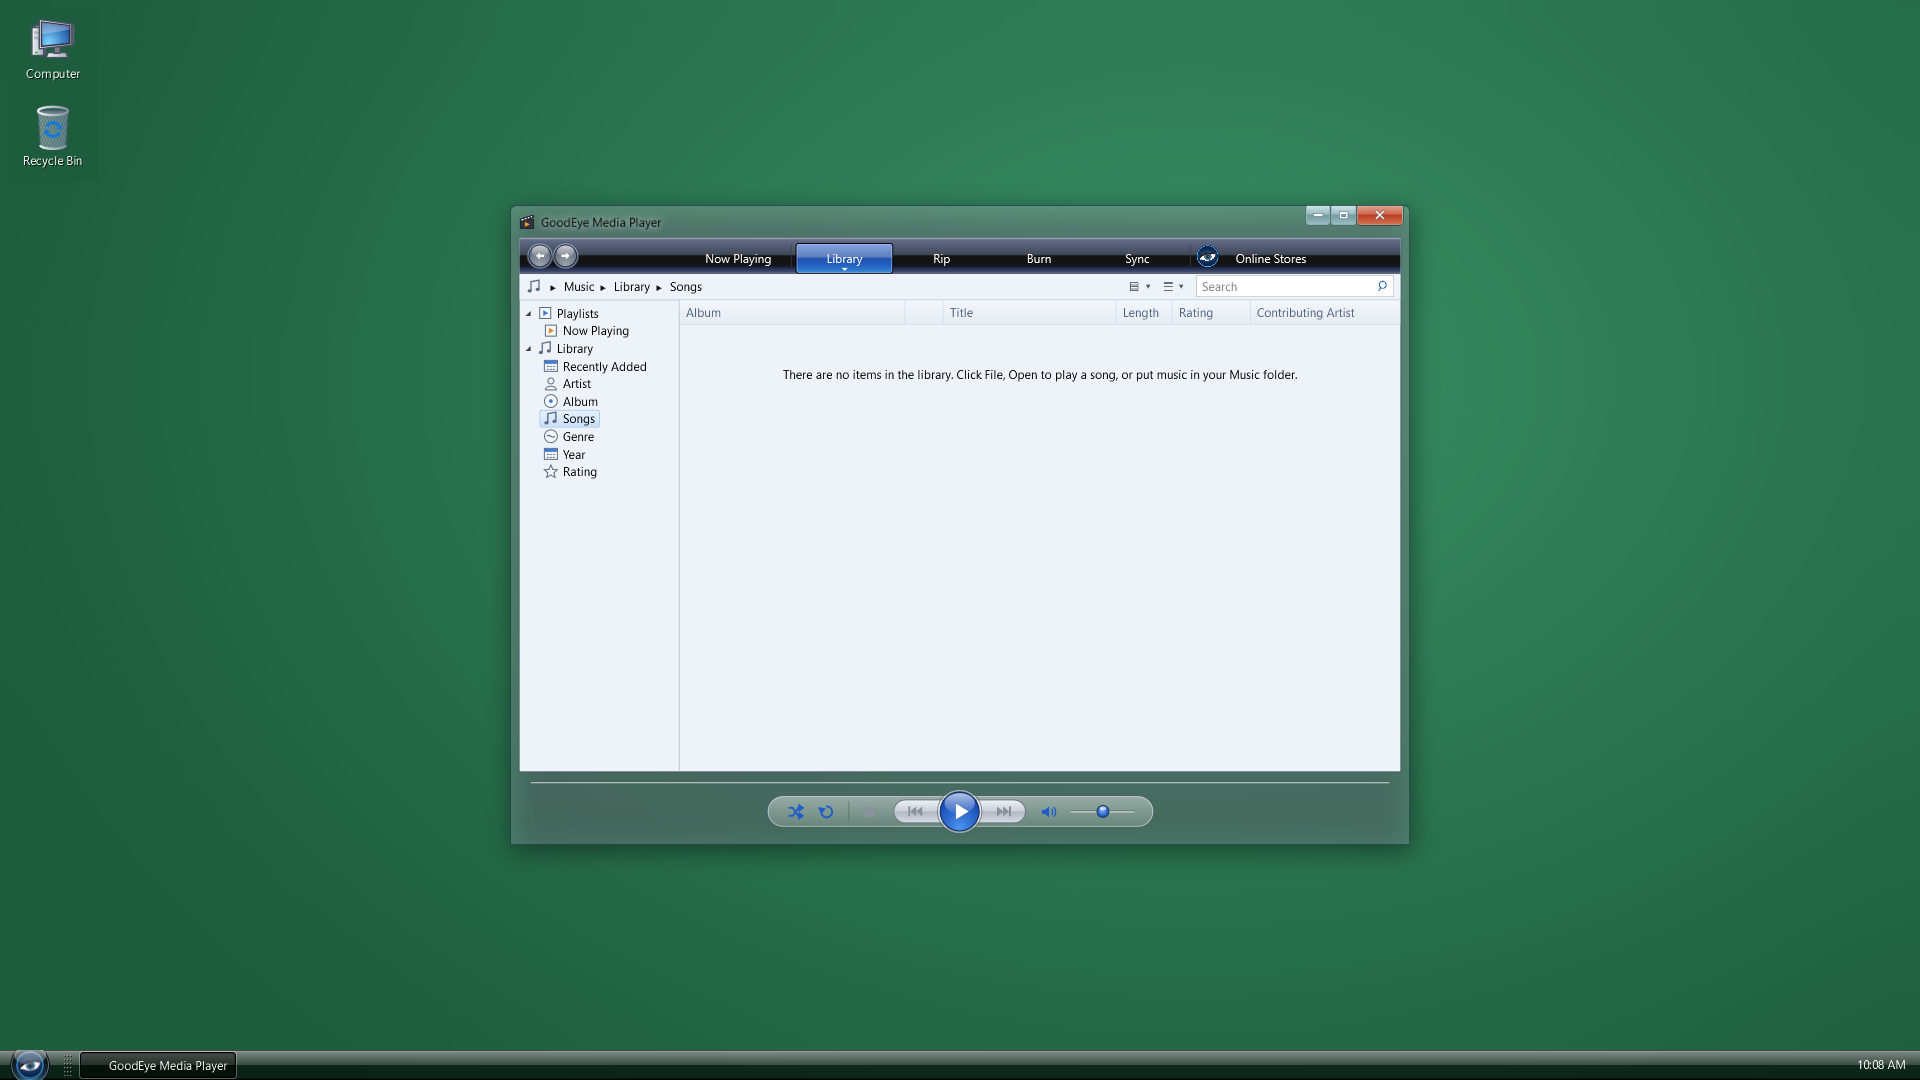 Computer
Recycle Bin
GoodEye Media Player
Now Playing Library Rip Burn Sync Online Stores
Music Library Songs Search
Playlists
Now Playing
Library
Recently Added
Artist
Album
Songs
Genre
Year
Rating
Album Title Length Rating Contributing Artist
There are no items in the library. Click File, Open to play a song, or put music in your Music folder.
GoodEye Media Player 10:08 AM